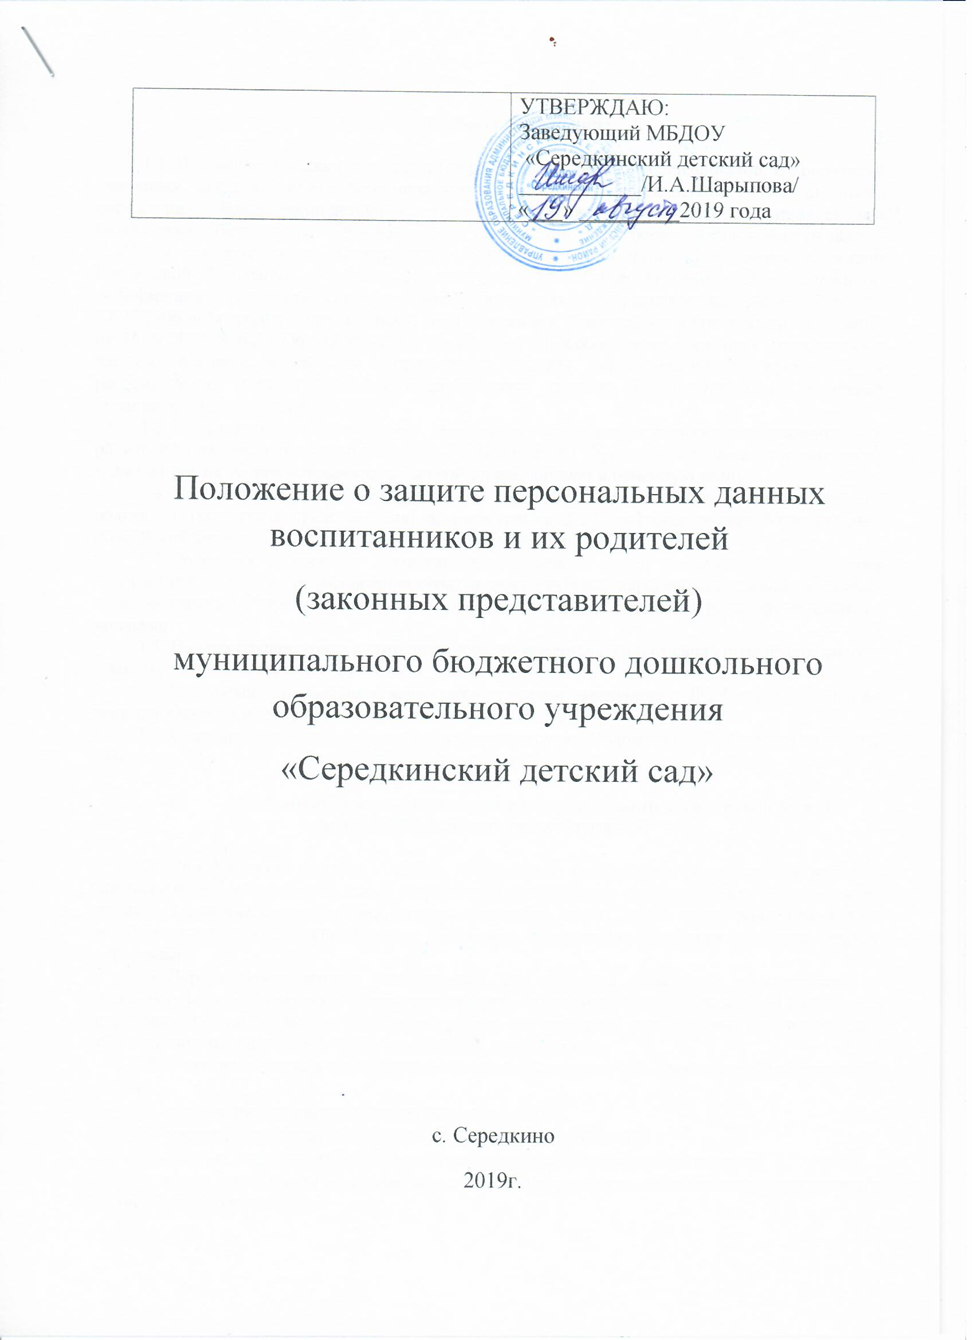 УТВЕРЖДАЮ:
Заведующий МБДОУ
«Середкинский детский сад»
/И.А.Шарыпова/
«19» августа 2019 года
Положение о защите персональных данных
воспитанников и их родителей
(законных представителей)
муниципального бюджетного дошкольного
образовательного учреждения
«Середкинский детский сад»
с. Середкино
2019г.